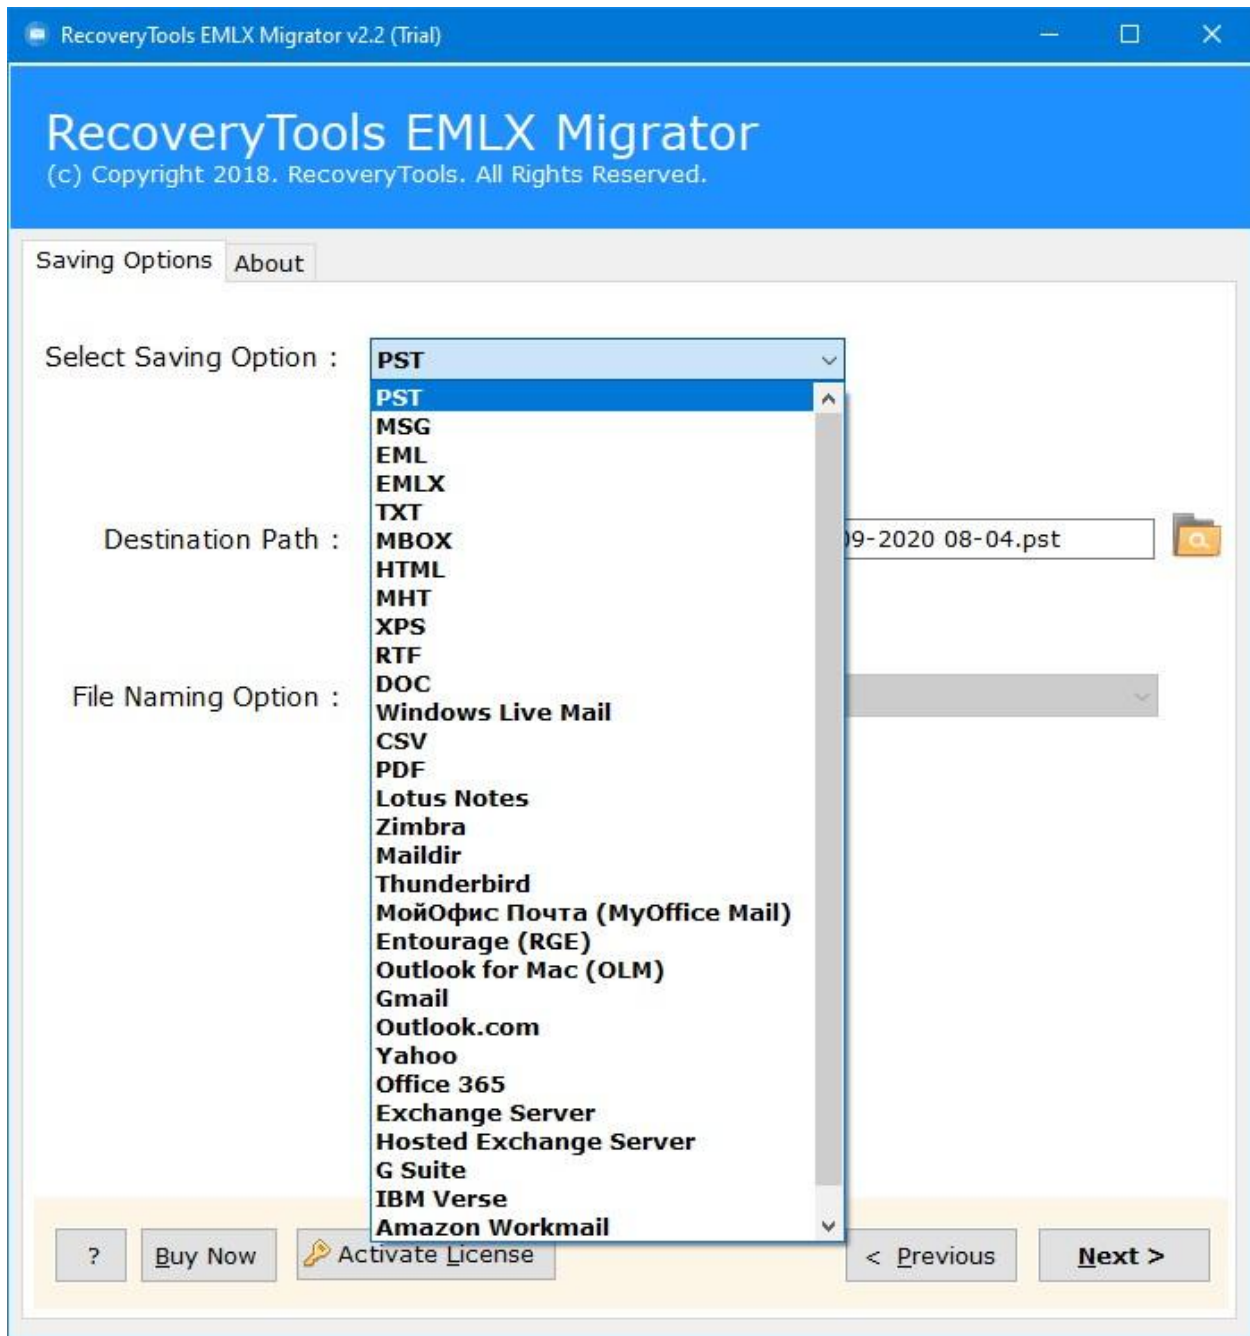 RecoveryTools EMLX Migrator v2.2 (Trial)
RecoveryTools EMLX Migrator
(c) Copyright 2018. RecoveryTools. All Rights Reserved.
Saving Options About
Select Saving Option : PST
PST
MSG
EML
EMLX
TXT
Destination Path : 09-2020 08-04.pst
MBOX
HTML
MHT
XPS
RTF
DOC
File Naming Option :
Windows Live Mail
CSV
PDF
Lotus Notes
Zimbra
Maildir
Thunderbird
МойОфис Почта (MyOffice Mail)
Entourage (RGE)
Outlook for Mac (OLM)
Gmail
Outlook.com
Yahoo
Office 365
Exchange Server
Hosted Exchange Server
G Suite
IBM Verse
Amazon Workmail
? Buy Now Activate License < Previous Next >